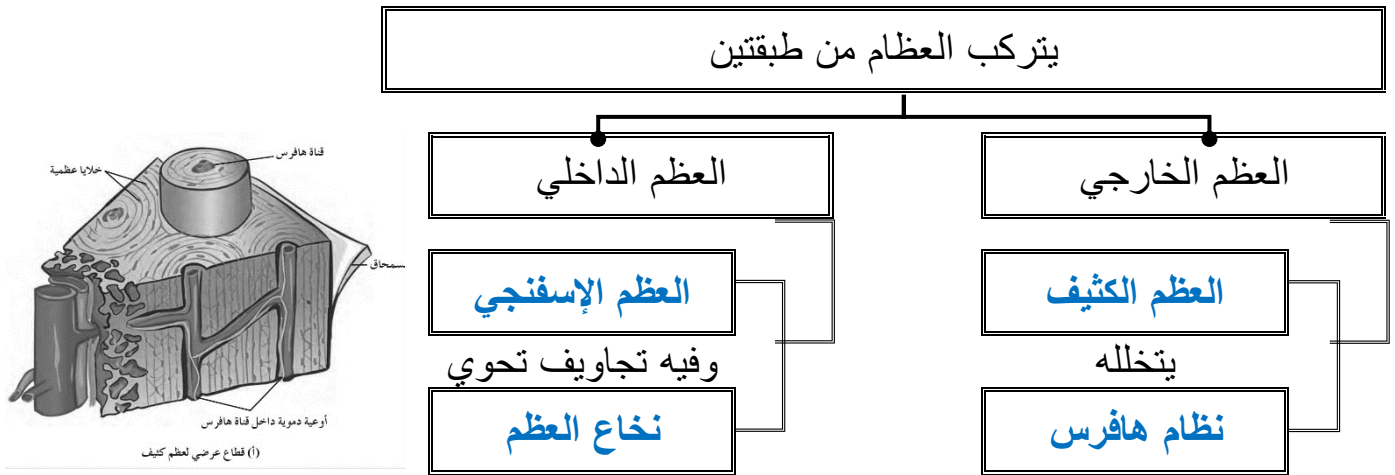 يتركب العظام من طبقتين
العظم الخارجي
العظم الداخلي
العظم الكثيف
العظم الإسفنجي
يتخلله
وفيه تجاويف تحوي
نظام هافرس
نخاع العظم
قناة هافرس
خلايا عظمية
سمحاق
أوعية دموية داخل قناة هافرس
(أ) قطاع عرضي لعظم كثيف